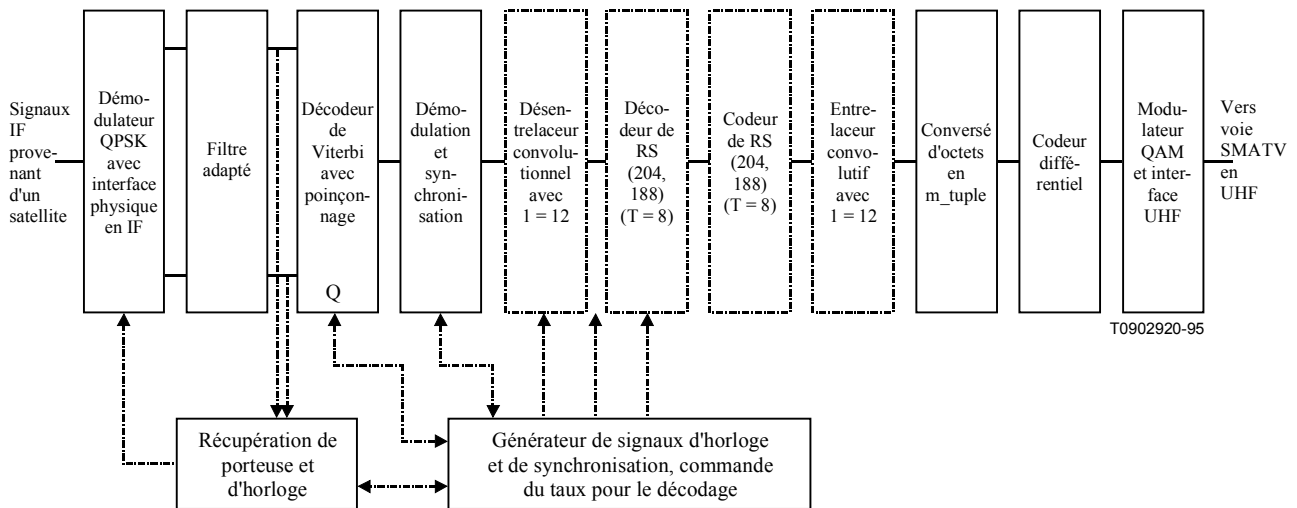 Signaux
IF
prove-
nant
d'un
satellite
Démo-
dulateur
QPSK
avec
interface
physique
en IF
Filtre
adapté
Décodeur
de
Viterbi
avec
poinçon-
nage
Q
Démo-
dulation
et
syn-
chroni-
sation
Désen-
trelaceur
convolu-
tionnel
avec
1 = 12
Déco-
deur de
RS
(204,
188)
(T = 8)
Codeur
de RS
(204,
188)
(T = 8)
Entre-
laceur
convo-
lutif
avec
1 = 12
Conversé
d'octets
en
m_tuple
Codeur
diffé-
rentiel
Modu-
lateur
QAM
et inter-
face
UHF
Vers
voie
SMATV
en
UHF
T0902920-95
Récupération de
porteuse et
d'horloge
Générateur de signaux d'horloge
et de synchronisation, commande
du taux pour le décodage